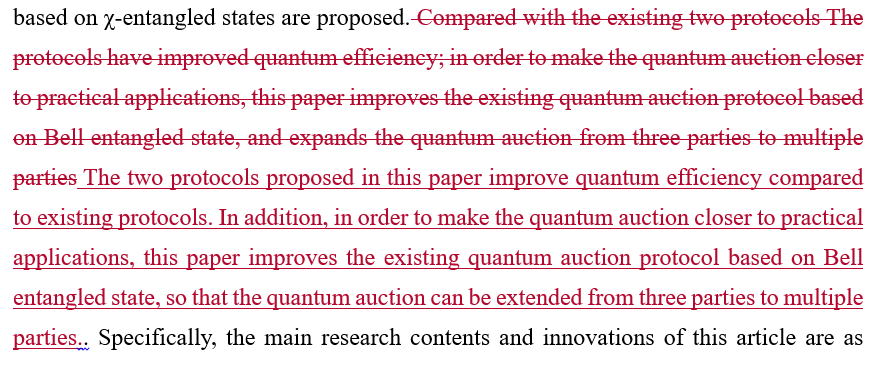 based on χ-entangled states are proposed. Compared with the existing two protocols The
protocols have improved quantum efficiency; in order to make the quantum auction closer
to practical applications, this paper improves the existing quantum auction protocol based
on Bell entangled state, and expands the quantum auction from three parties to multiple
parties The two protocols proposed in this paper improve quantum efficiency compared
to existing protocols. In addition, in order to make the quantum auction closer to practical
applications, this paper improves the existing quantum auction protocol based on Bell
entangled state, so that the quantum auction can be extended from three parties to multiple
parties.. Specifically, the main research contents and innovations of this article are as